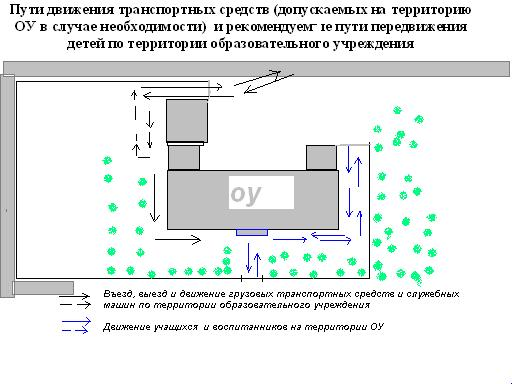 Пути движения транспортных средств (допускаемых на территорию
ОУ в случае необходимости) и пути передвижения
детей по территории образовательного учреждения
оу
Въезд, выезд и движение грузовых транспортных средств и служебных
машин по территории образовательного учреждения
Движение учащихся и воспитанников на территории ОУ